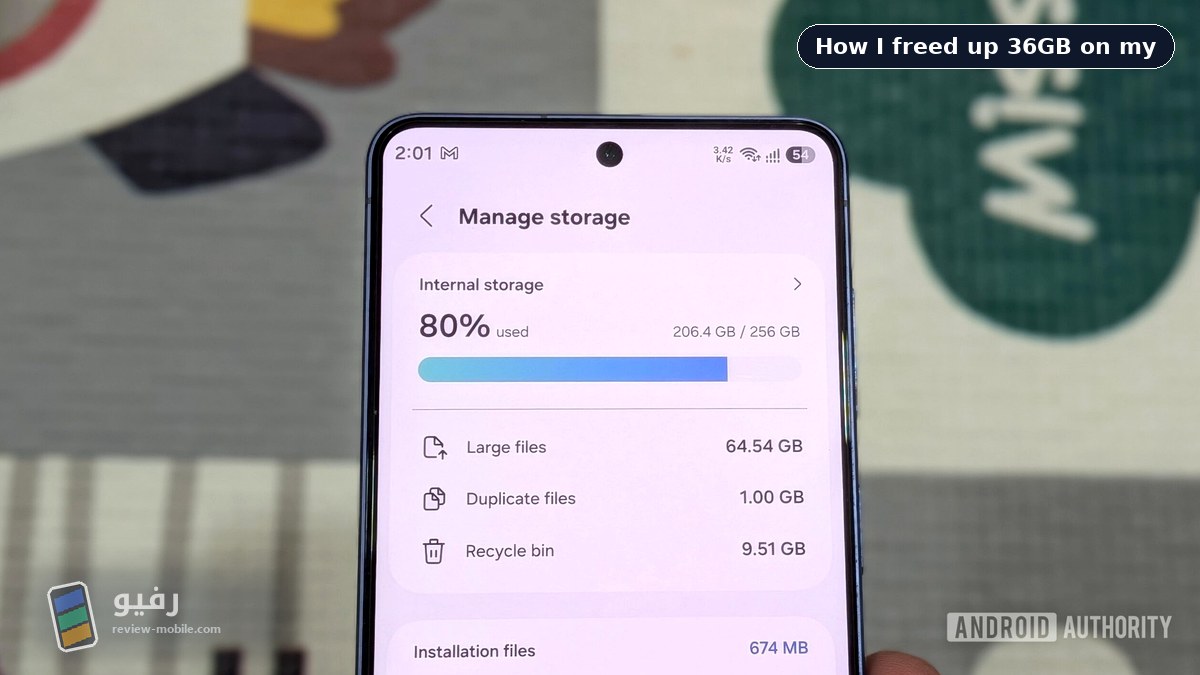 How I freed up 36GB on my
MISS
2:01
3.42
K/s
54
Manage storage
Internal storage
80% used
206.4 GB / 256 GB
Large files
64.54 GB
Duplicate files
1.00 GB
Recycle bin
9.51 GB
Installation files
674 MB
رفيو
review-mobile.com
ANDROID AUTHORITY